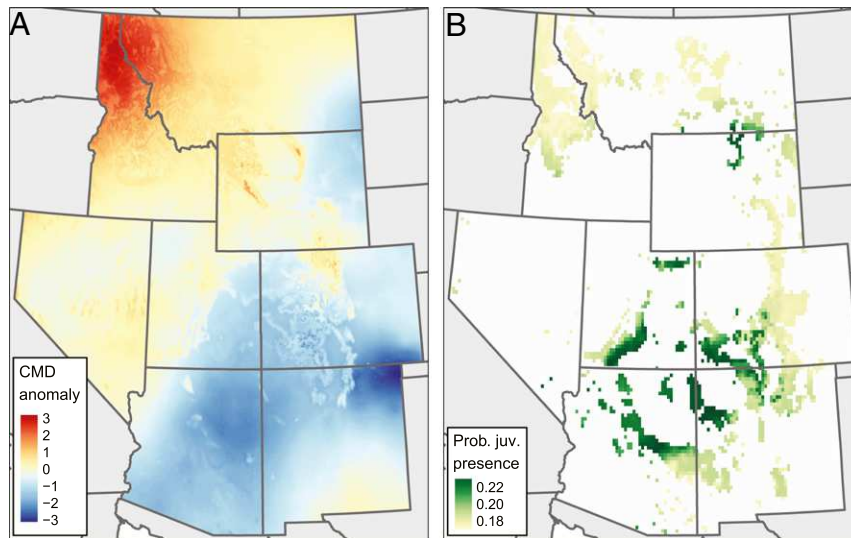 A
CMD
anomaly
3
2
1
0
−1
−2
−3
B
Prob. juv.
presence
0.22
0.20
0.18